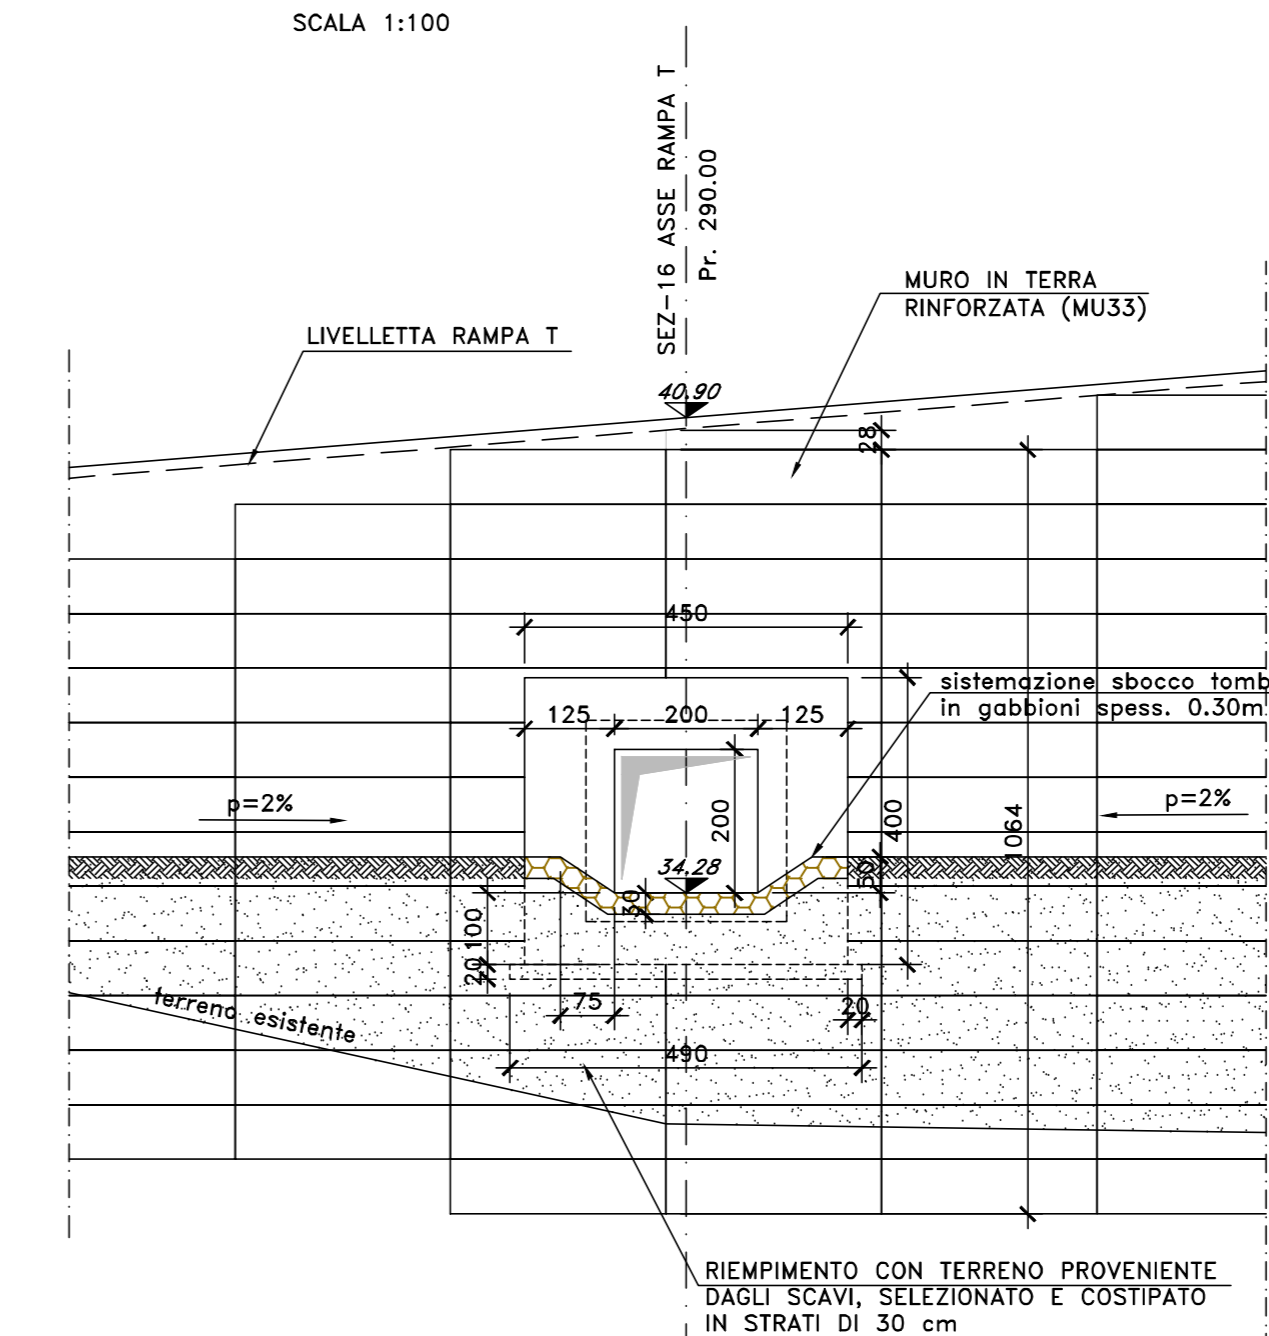 SCALA 1:100
SEZ-16 ASSE RAMPA T
Pr. 290.00
MURO IN TERRA
RINFORZATA (MU33)
LIVELLETTA RAMPA T
40.90
28
450
sistemazione sbocco tomb
in gabbioni spess. 0.30m
125 200 125
p=2%
200
400
1064
p=2%
34.28
50
30
100
20
terreno esistente
75
20
490
RIEMPIMENTO CON TERRENO PROVENIENTE
DAGLI SCAVI, SELEZIONATO E COSTIPATO
IN STRATI DI 30 cm